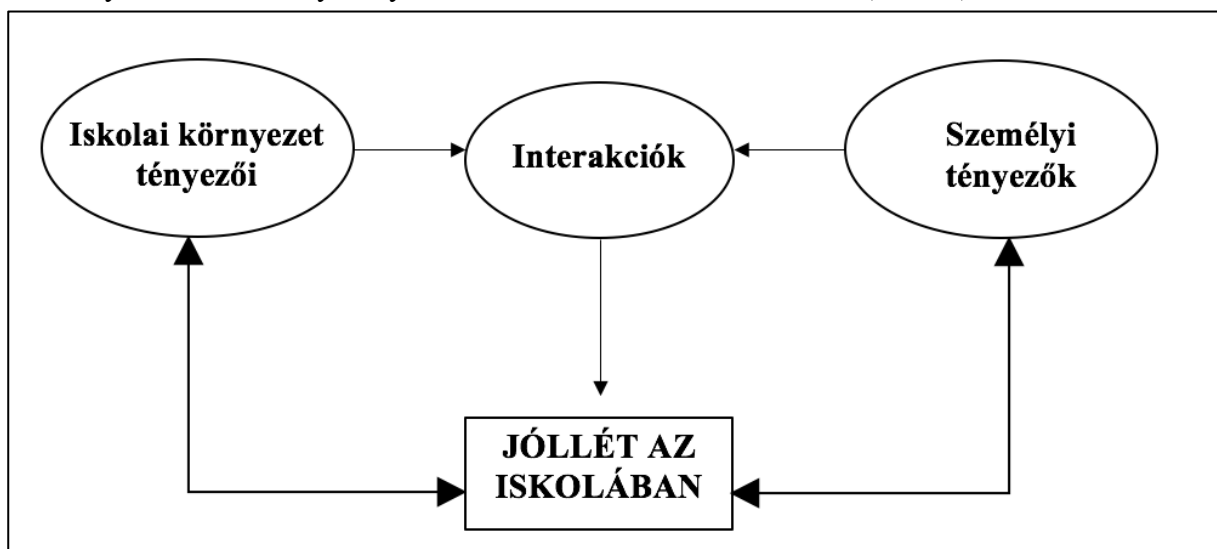 Iskolai környezet
tényezői
Interakciók
Személyi
tényezők
JÓLLÉT AZ
ISKOLÁBAN